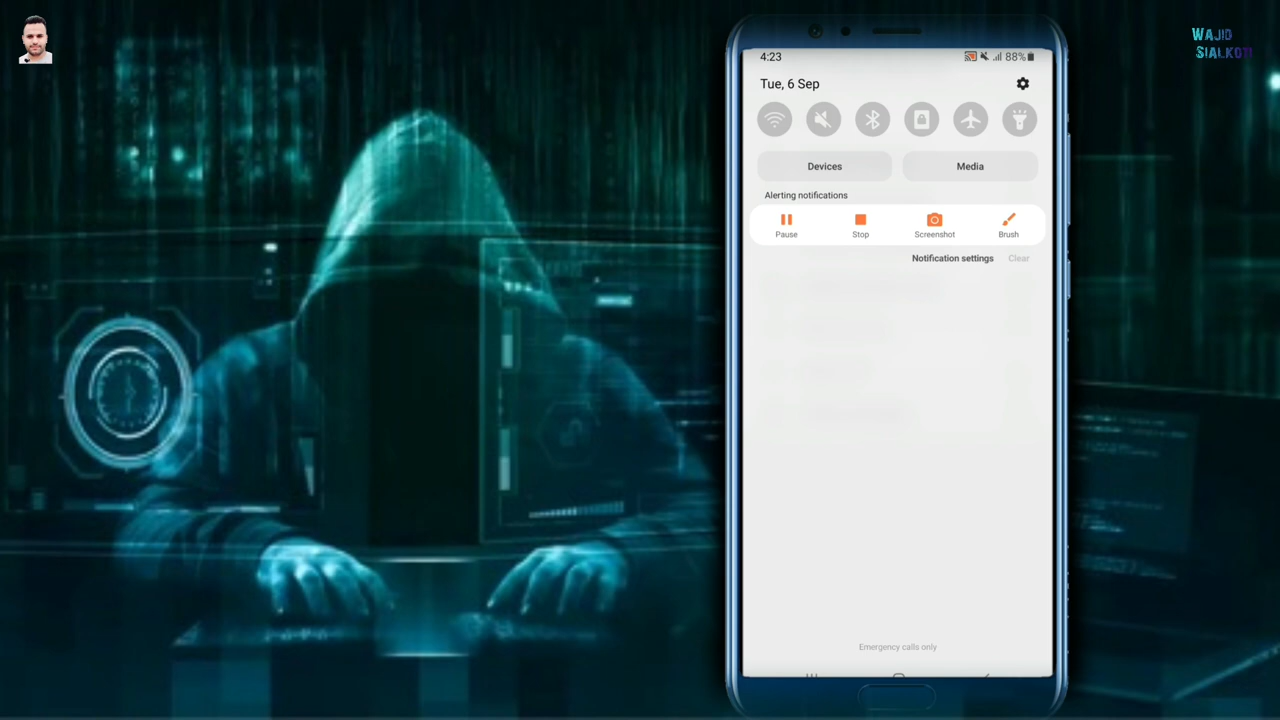 WAJID
SIALKOTI
4:23
88%
Tue, 6 Sep
Devices
Media
Alerting notifications
Pause
Stop
Screenshot
Brush
Notification settings
Clear
Emergency calls only